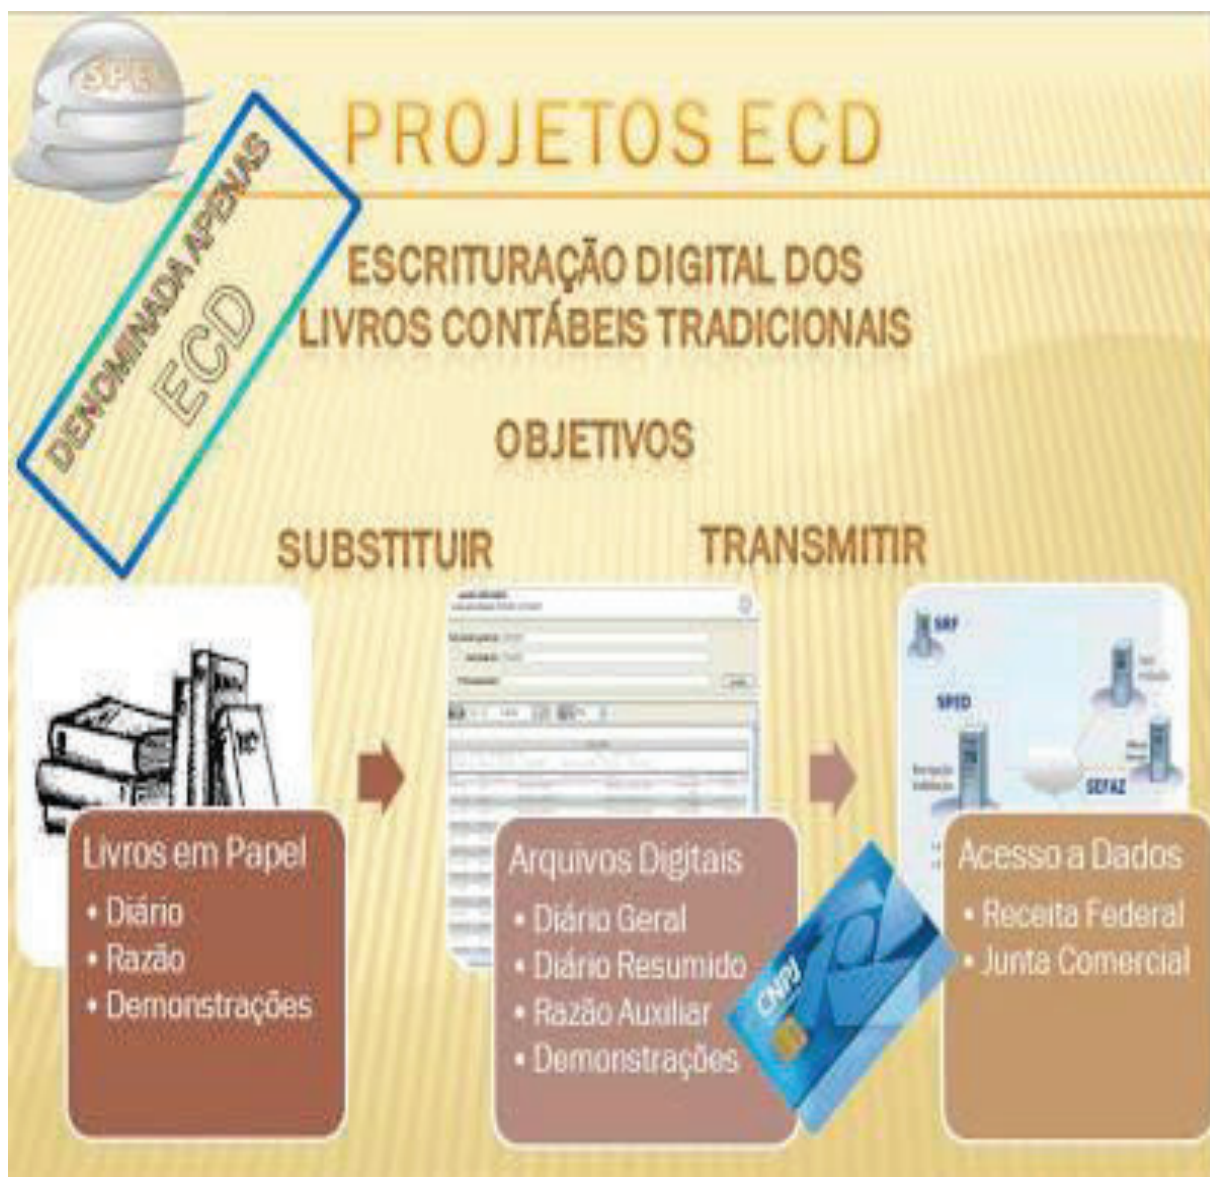 SPED
PROJETOS ECD
DENOMINADA APENAS
ECD
ESCRITURAÇÃO DIGITAL DOS
LIVROS CONTÁBEIS TRADICIONAIS
OBJETIVOS
SUBSTITUIR
TRANSMITIR
Livros em Papel
• Diário
• Razão
• Demonstrações
Arquivos Digitais
• Diário Geral
• Diário Resumido
• Razão Auxiliar
• Demonstrações
CNPJ
SRF
SPED
SEFAZ
Acesso a Dados
• Receita Federal
• Junta Comercial